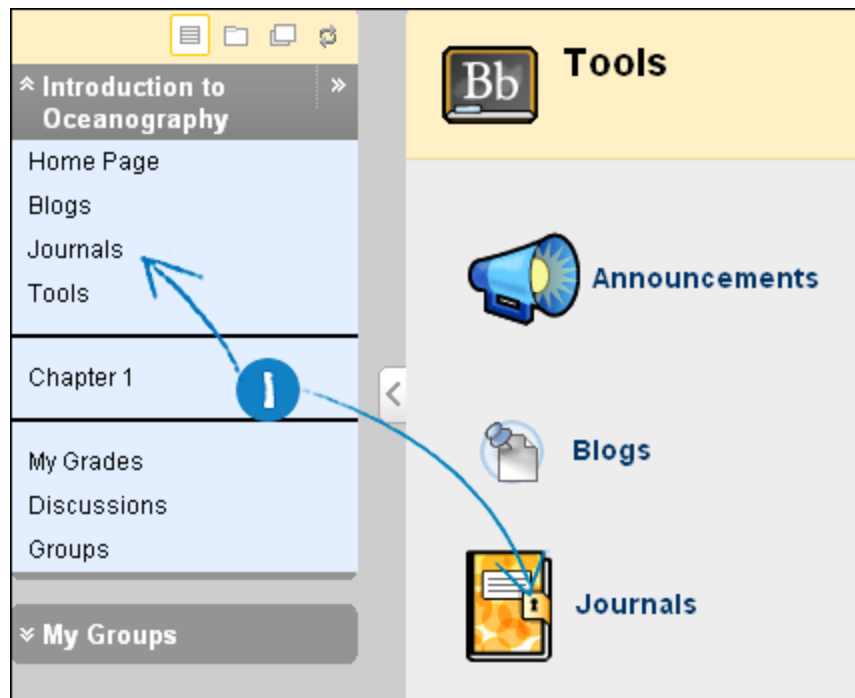 Introduction to
Oceanography
Home Page
Blogs
Journals
Tools
Chapter 1
1
My Grades
Discussions
Groups
My Groups
Bb
Tools
Announcements
Blogs
Journals